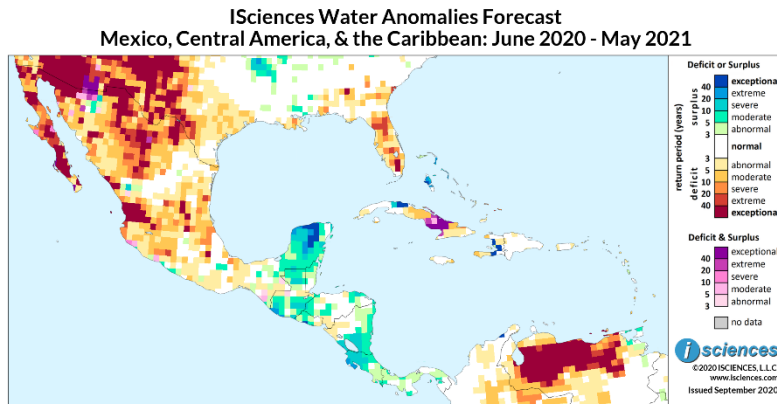 ISciences Water Anomalies Forecast
Mexico, Central America, & the Caribbean: June 2020 - May 2021
Deficit or Surplus
return period (years)
surplus
deficit
exceptiona
40
extreme
20
severe
10
moderate
5
abnormal
3
normal
3
abnormal
5
moderate
10
severe
20
extreme
40
exceptiona
Deficit & Surplus
exceptional
40
extreme
20
severe
10
moderate
5
abnormal
3
no data
i sciences
©2020 ISCIENCES, L.L.C
www.isciences.com
Issued September 2020